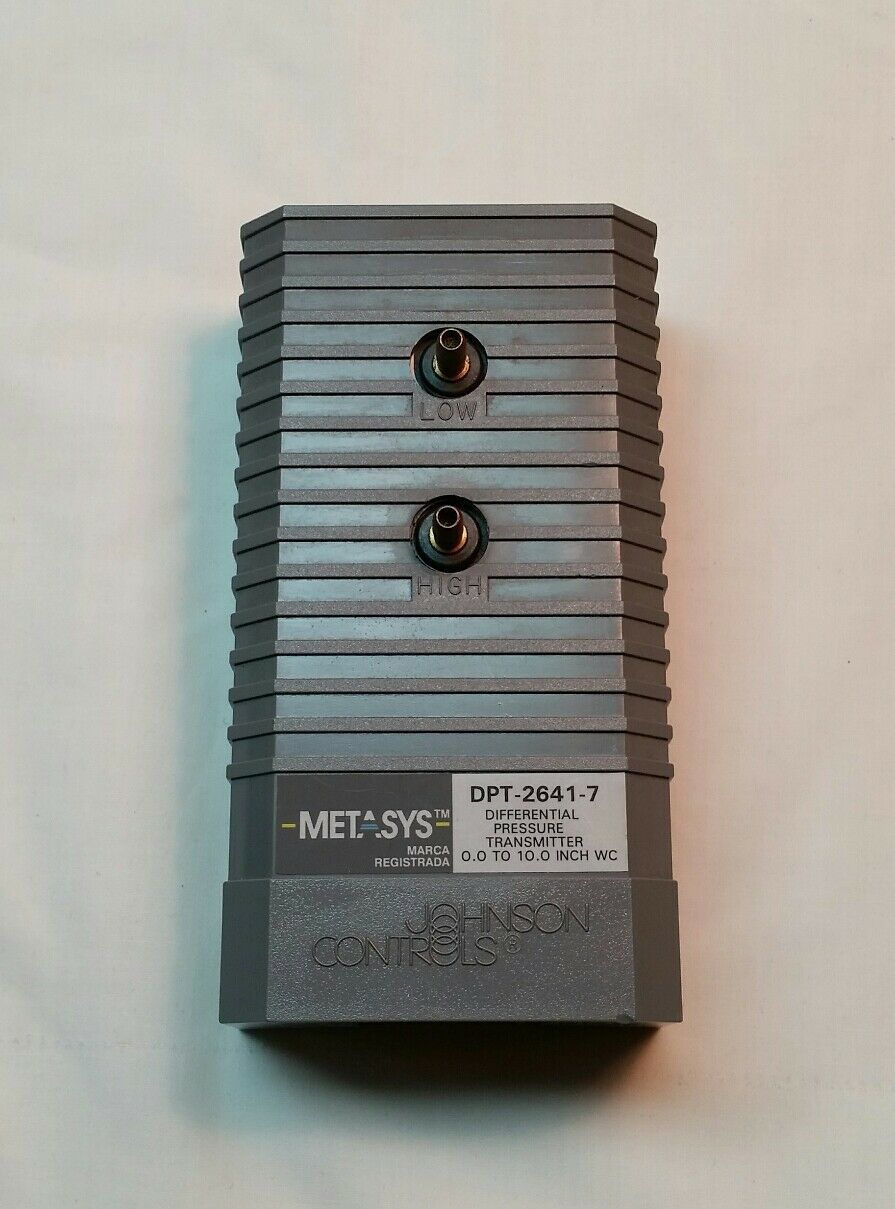 LOW
HIGH
METASYS™
MARCA
REGISTRADA
DPT-2641-7
DIFFERENTIAL
PRESSURE
TRANSMITTER
0.0 TO 10.0 INCH WC
JOHNSON
CONTROLS®